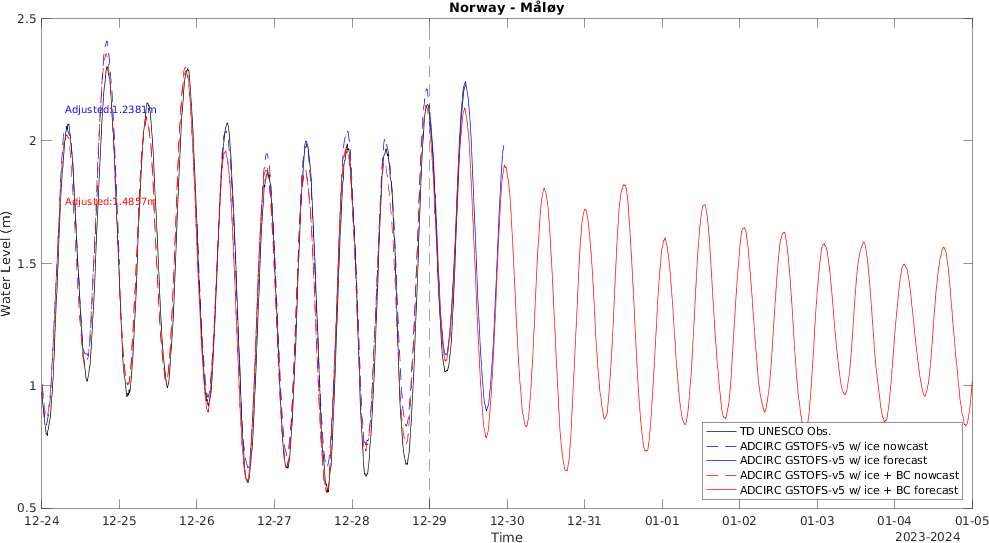 Norway - Måløy
2.5
2
1.5
1
0.5
Water Level (m)
Adjusted:1.2381m
Adjusted:1.4857m
TD UNESCO Obs.
ADCIRC GSTOFS-v5 w/ ice nowcast
ADCIRC GSTOFS-v5 w/ ice forecast
ADCIRC GSTOFS-v5 w/ ice + BC nowcast
ADCIRC GSTOFS-v5 w/ ice + BC forecast
12-24 12-25 12-26 12-27 12-28 12-29 12-30 12-31 01-01 01-02 01-03 01-04 01-05
Time
2023-2024